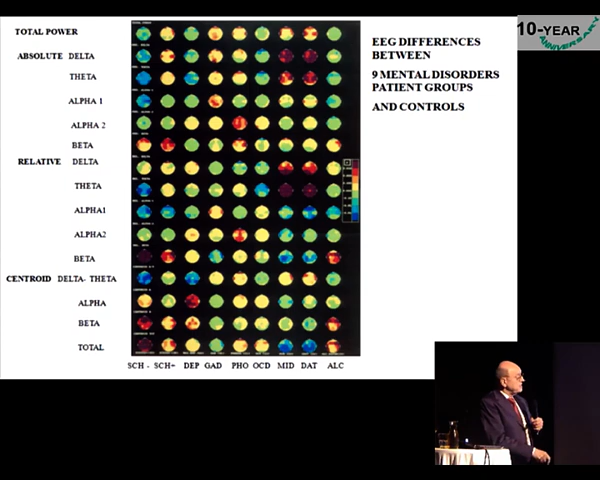 10-YEAR
ANNIVERSARY
EEG DIFFERENCES
BETWEEN
9 MENTAL DISORDERS
PATIENT GROUPS
AND CONTROLS
TOTAL POWER
ABSOLUTE DELTA
THETA
ALPHA 1
ALPHA 2
BETA
RELATIVE DELTA
THETA
ALPHA1
ALPHA2
BETA
CENTROID DELTA- THETA
ALPHA
BETA
TOTAL
SCH - SCH+ DEP GAD PHO OCD MID DAT ALC